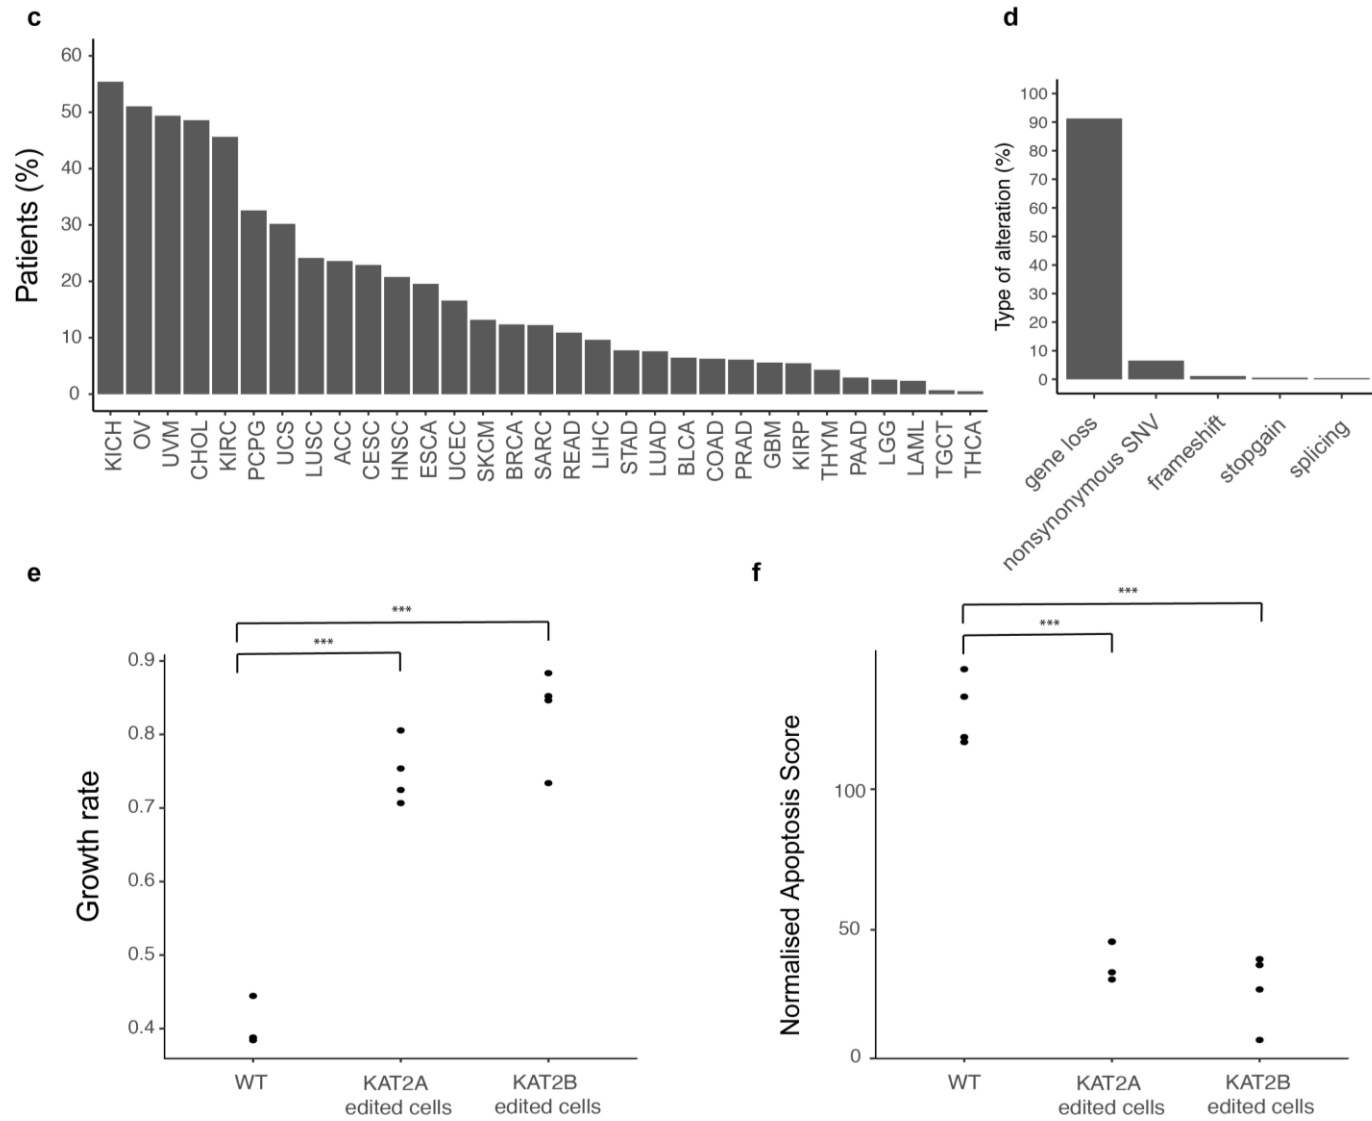 c
Patients (%)
60
50
40
30
20
10
0
KICH
OV
UVM
CHOL
KIRC
PCPG
UCS
LUSC
ACC
CESC
HNSC
ESCA
UCEC
SKCM
BRCA
SARC
READ
LIHC
STAD
LUAD
BLCA
COAD
PRAD
GBM
KIRP
THYM
PAAD
LGG
LAML
TGCT
THCA
d
Type of alteration (%)
100
90
80
70
60
50
40
30
20
10
0
gene loss
nonsynonymous SNV
frameshift
stopgain
splicing
e
***
***
Growth rate
0.9
0.8
0.7
0.6
0.5
0.4
WT
KAT2A
edited cells
KAT2B
edited cells
f
***
***
Normalised Apoptosis Score
100
50
0
WT
KAT2A
edited cells
KAT2B
edited cells